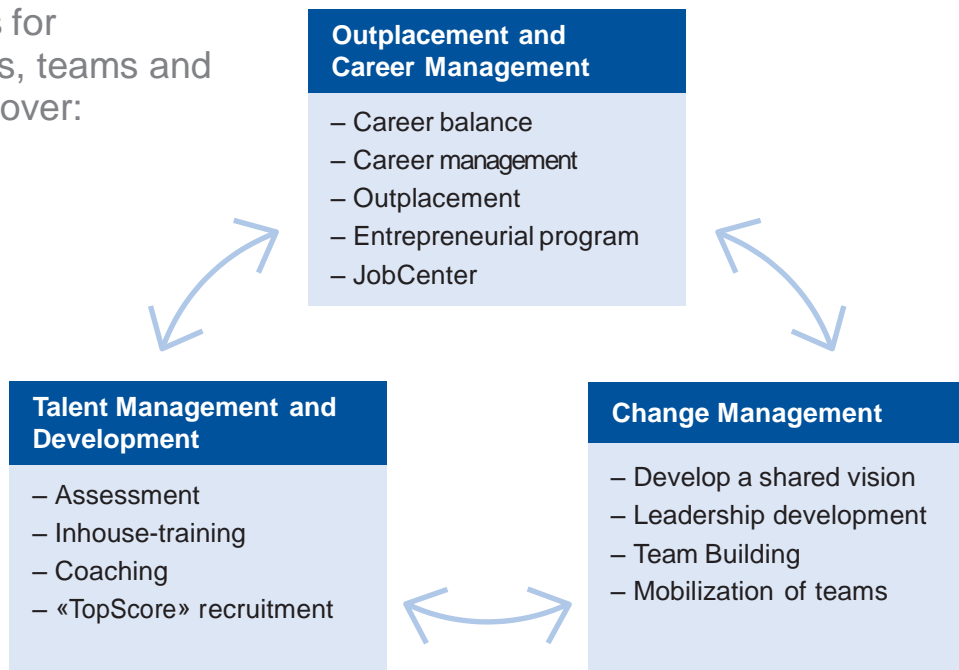 for
teams and
over:
Outplacement and
Career Management
– Career balance
– Career management
– Outplacement
– Entrepreneurial program
– JobCenter
Talent Management and
Development
– Assessment
– Inhouse-training
– Coaching
– «TopScore» recruitment
Change Management
– Develop a shared vision
– Leadership development
– Team Building
– Mobilization of teams